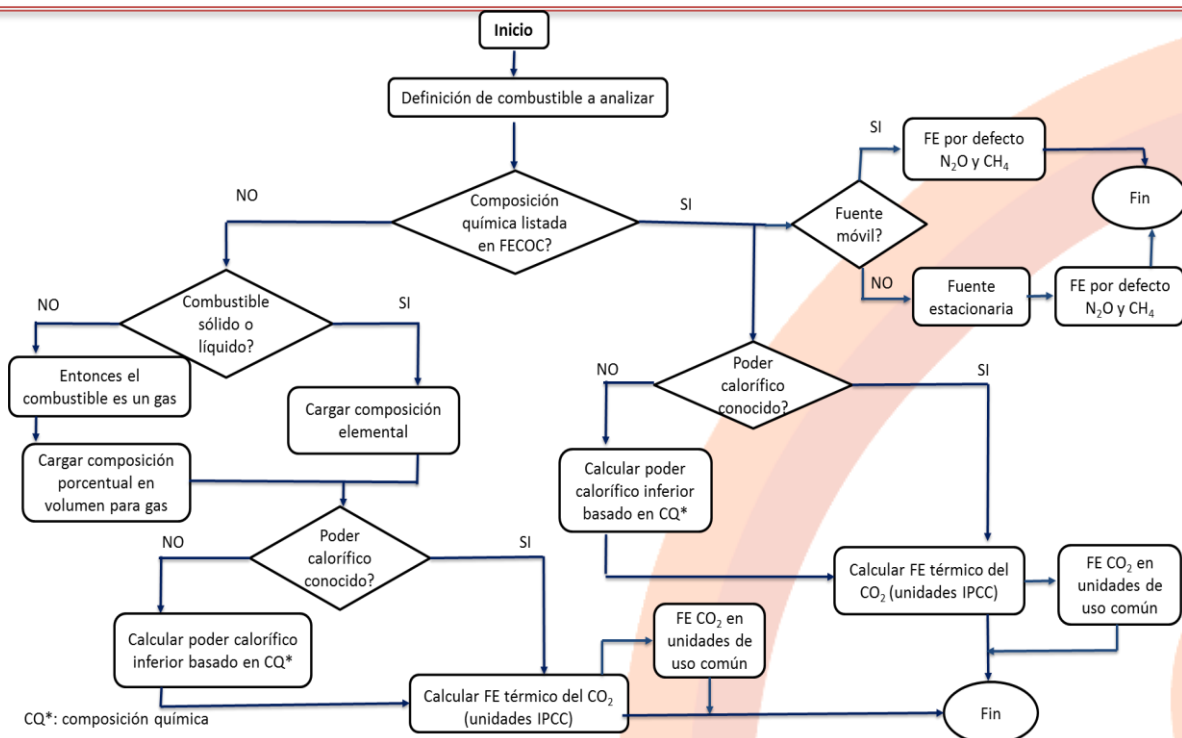 Inicio
Definición de combustible a analizar
Composición
química listada
en FECOC?
NO
SI
SI
FE por defecto
N₂O y CH₄
Fuente
móvil?
Fin
NO
Fuente
estacionaria
FE por defecto
N₂O y CH₄
NO
Combustible
sólido o
líquido?
SI
Entonces el
combustible es un gas
Cargar composición
elemental
Cargar composición
porcentual en
volumen para gas
NO
Poder
calorífico
conocido?
SI
Calcular poder
calorífico inferior
basado en CQ*
NO
Poder
calorífico
conocido?
SI
Calcular FE térmico del
CO₂ (unidades IPCC)
FE CO₂ en
unidades de
uso común
Calcular poder calorífico
inferior basado en CQ*
FE CO₂ en
unidades de
uso común
Calcular FE térmico del CO₂
(unidades IPCC)
Fin
CQ*: composición química